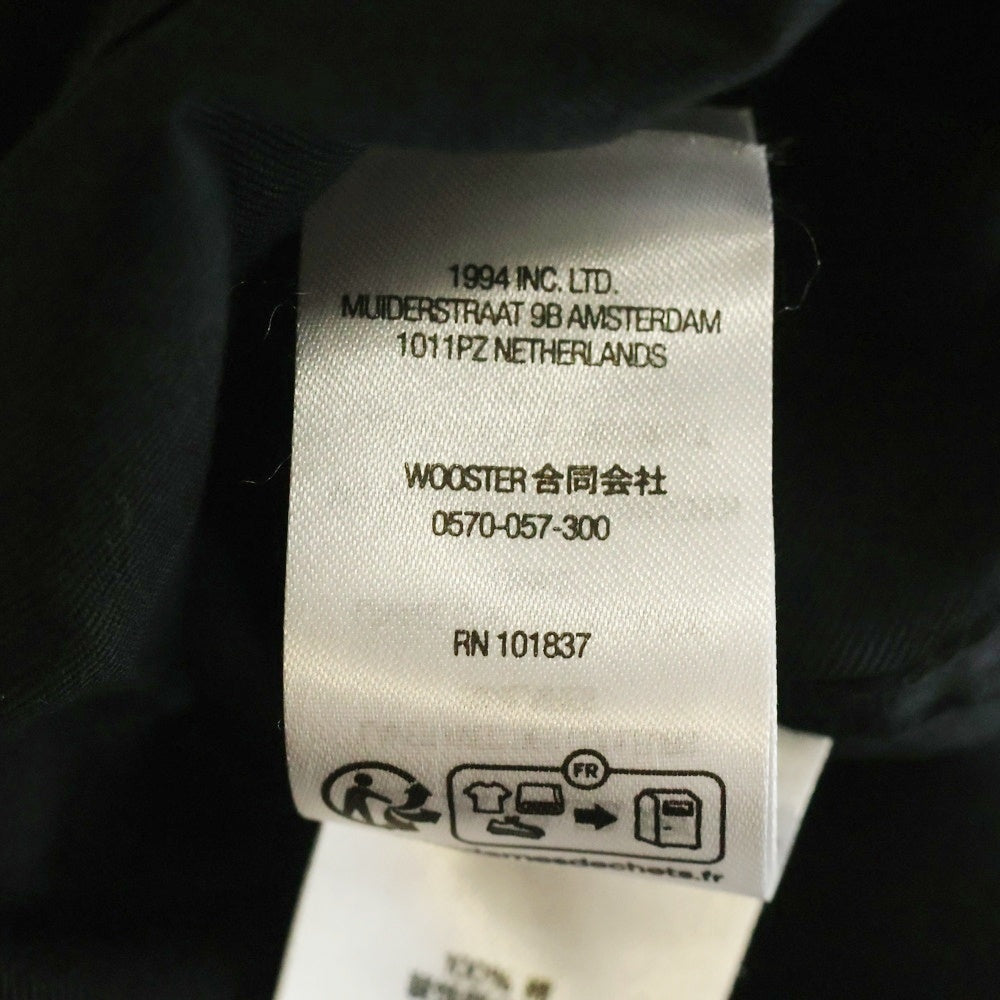 1994 INC. LTD.
MUIDERSTRAAT 9B AMSTERDAM
1011PZ NETHERLANDS
WOOSTER 合同会社
0570-057-300
RN 101837
FR
100% 綿